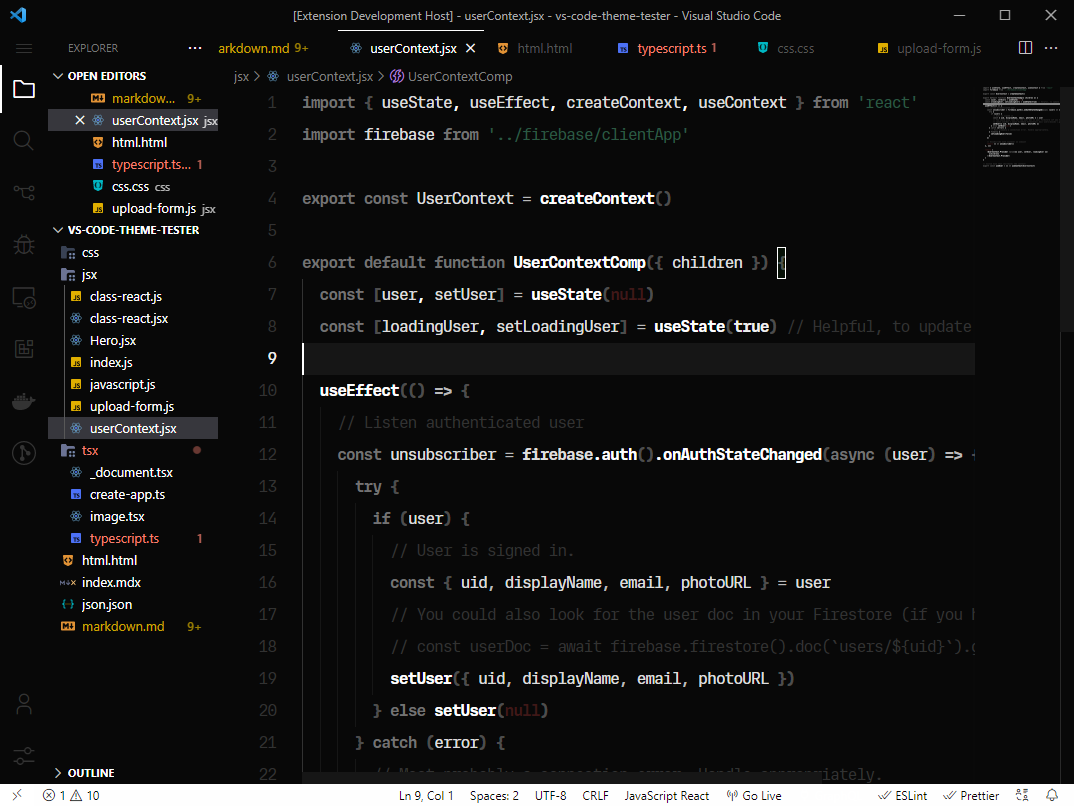 [Extension Development Host] - userContext.jsx - vs-code-theme-tester - Visual Studio Code
EXPLORER
arkdown.md 9+ userContext.jsx html.html typescript.ts 1 css.css upload-form.js
OPEN EDITORS
markdow... 9+
userContext.jsx jsx
html.html
typescript.ts... 1
css.css css
upload-form.js jsx
VS-CODE-THEME-TESTER
css
jsx
class-react.js
class-react.jsx
Hero.jsx
index.js
javascript.js
upload-form.js
userContext.jsx
tsx
_document.tsx
create-app.ts
image.tsx
typescript.ts 1
html.html
index.mdx
json.json
markdown.md 9+
OUTLINE
jsx > userContext.jsx > UserContextComp
1 import { useState, useEffect, createContext, useContext } from 'react'
2 import firebase from '../firebase/clientApp'
3
4 export const UserContext = createContext()
5
6 export default function UserContextComp({ children }) {
7 const [user, setUser] = useState(null)
8 const [loadingUser, setLoadingUser] = useState(true) // Helpful, to update
9
10 useEffect(() => {
11 // Listen authenticated user
12 const unsubscriber = firebase.auth().onAuthStateChanged(async (user) => {
13 try {
14 if (user) {
15 // User is signed in.
16 const { uid, displayName, email, photoURL } = user
17 // You could also look for the user doc in your Firestore (if you h
18 // const userDoc = await firebase.firestore().doc(`users/${uid}`).g
19 setUser({ uid, displayName, email, photoURL })
20 } else setUser(null)
21 } catch (error) {
22 // Most probably a connection error. Handle appropriately.
1 10 Ln 9, Col 1 Spaces: 2 UTF-8 CRLF JavaScript React Go Live ESLint Prettier